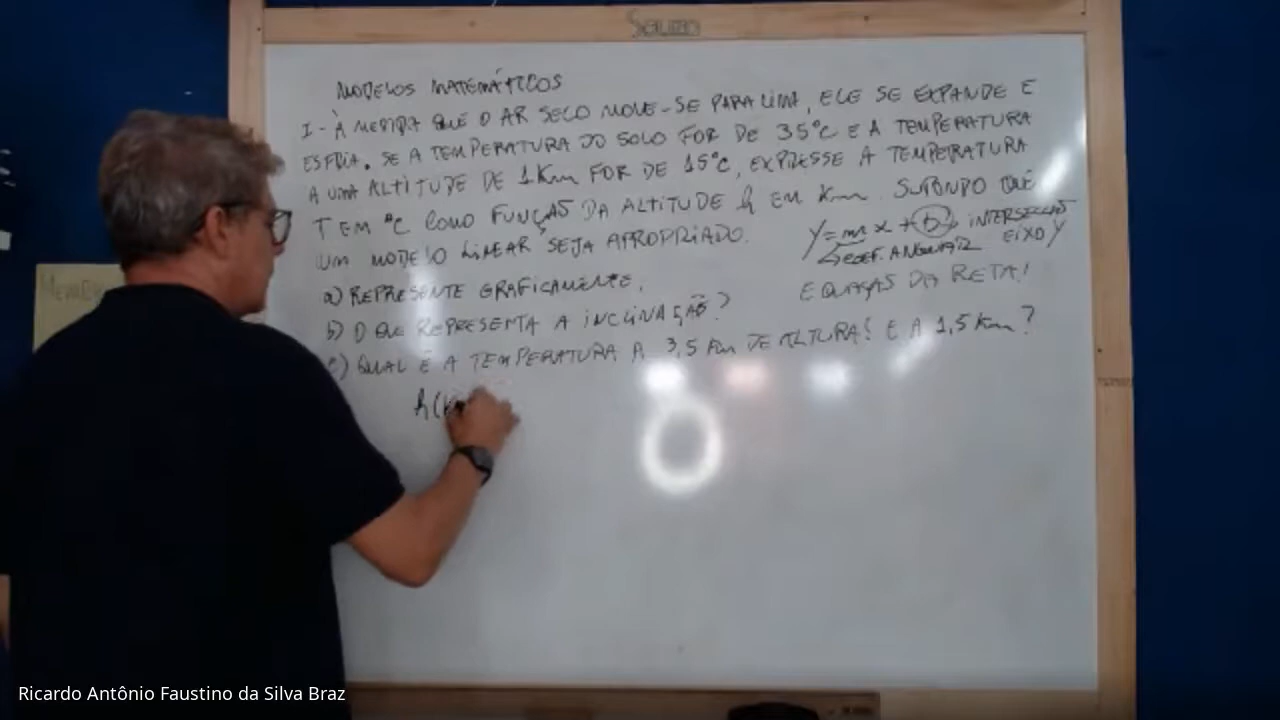 Souza
MODELOS MATEMÁTICOS
I - À MEDIDA QUE O AR SECO MOVE-SE PARA CIMA, ELE SE EXPANDE E
ESFRIA. SE A TEMPERATURA DO SOLO FOR DE 35°C E A TEMPERATURA
A UMA ALTITUDE DE 1Km FOR DE 15°C, EXPRESSE A TEMPERATURA
T EM °C COMO FUNÇÃO DA ALTITUDE h EM Km. SUPONDO QUE
UM MODELO LINEAR SEJA APROPRIADO.
y = mx + b INTERSECÇÃO
EIXO y
COEF. ANGULAR
EQUAÇÃO DA RETA!
a) REPRESENTE GRAFICAMENTE.
b) O QUE REPRESENTA A INCLINAÇÃO?
c) QUAL É A TEMPERATURA A 3,5 Km DE ALTURA? E A 1,5 Km?
h(K
Ricardo Antônio Faustino da Silva Braz